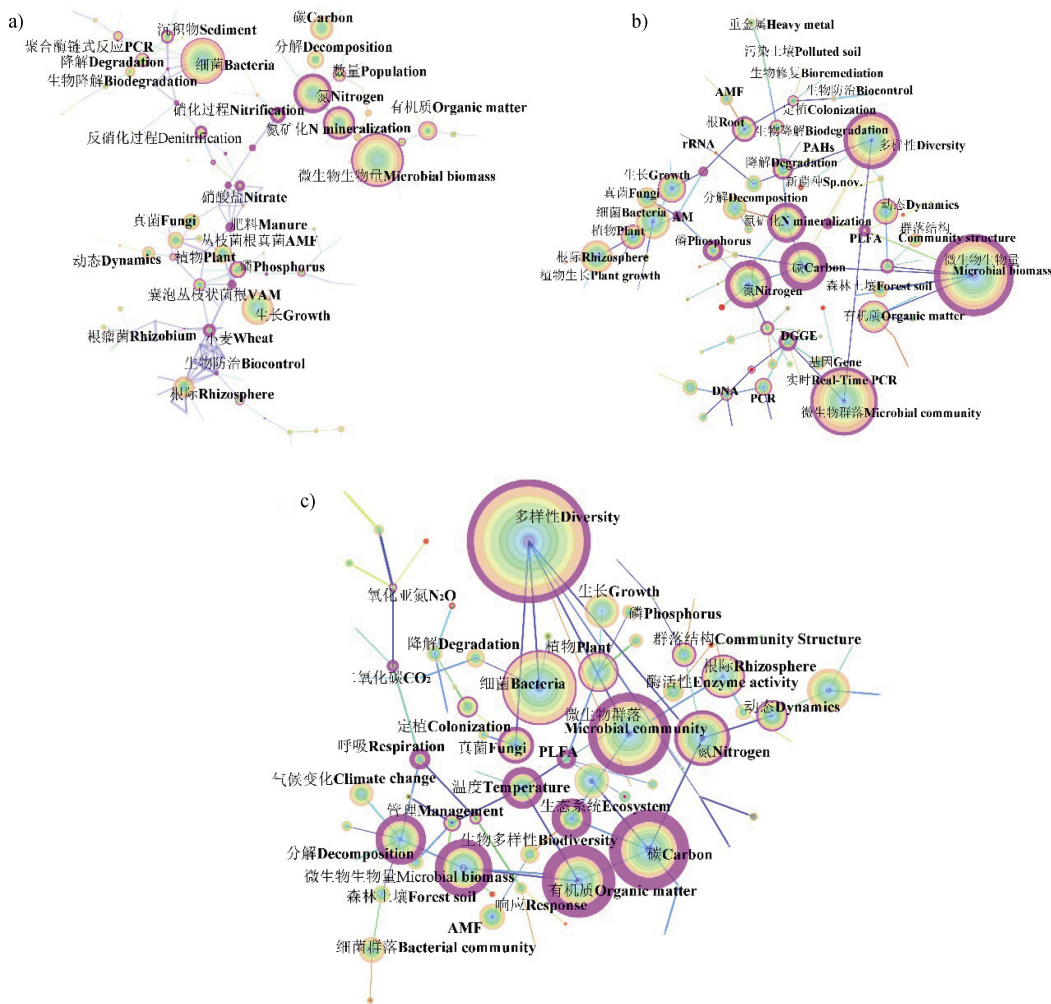 a)
碳Carbon
沉积物Sediment
聚合酶链式反应PCR
分解Decomposition
降解Degradation
细菌Bacteria
数量Population
生物降解Biodegradation
氮Nitrogen
有机质Organic matter
硝化过程Nitrification
氮矿化N mineralization
反硝化过程Denitrification
微生物生物量Microbial biomass
硝酸盐Nitrate
真菌Fungi
肥料Manure
丛枝菌根真菌AMF
动态Dynamics
植物Plant
磷Phosphorus
囊泡丛枝状菌根VAM
生长Growth
根瘤菌Rhizobium
小麦Wheat
生物防治Biocontrol
根际Rhizosphere
b)
重金属Heavy metal
污染土壤Polluted soil
生物修复Bioremediation
AMF
生物防治Biocontrol
定植Colonization
根Root
生物降解Biodegradation
rRNA
PAHs
多样性Diversity
降解Degradation
生长Growth
新菌种Sp.nov.
真菌Fungi
分解Decomposition
动态Dynamics
细菌Bacteria
AM
氮矿化N mineralization
群落结构
植物Plant
磷Phosphorus
PLFA
Community structure
根际Rhizosphere
微生物生物量
碳Carbon
Microbial biomass
植物生长Plant growth
氮Nitrogen
森林土壤Forest soil
有机质Organic matter
DGGE
基因Gene
DNA
PCR
实时Real-Time PCR
微生物群落Microbial community
c)
多样性Diversity
氧化亚氮N₂O
生长Growth
磷Phosphorus
降解Degradation
植物Plant
群落结构Community Structure
二氧化碳CO₂
细菌Bacteria
根际Rhizosphere
酶活性Enzyme activity
定植Colonization
微生物群落
Microbial community
动态Dynamics
呼吸Respiration
真菌Fungi
PLFA
氮Nitrogen
气候变化Climate change
温度Temperature
管理Management
生态系统Ecosystem
生物多样性Biodiversity
分解Decomposition
碳Carbon
微生物生物量Microbial biomass
有机质Organic matter
森林土壤Forest soil
响应Response
AMF
细菌群落Bacterial community